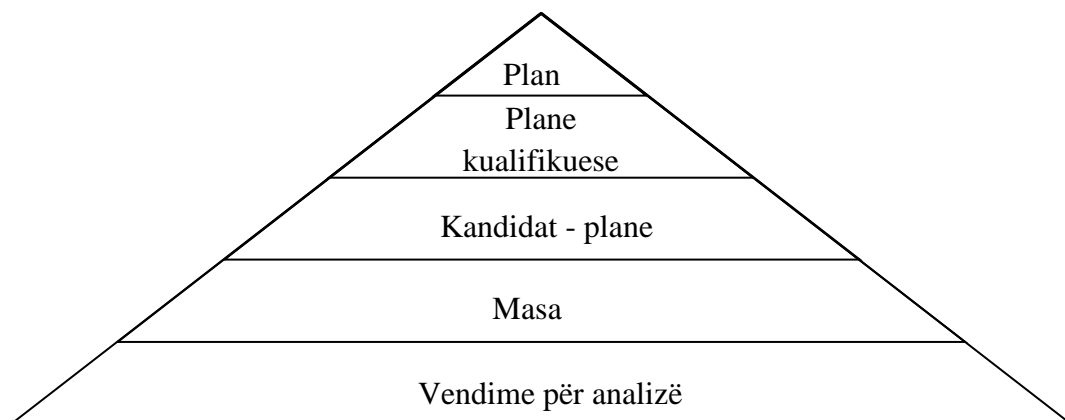 Plan
Plane
kualifikuese
Kandidat - plane
Masa
Vendime për analizë